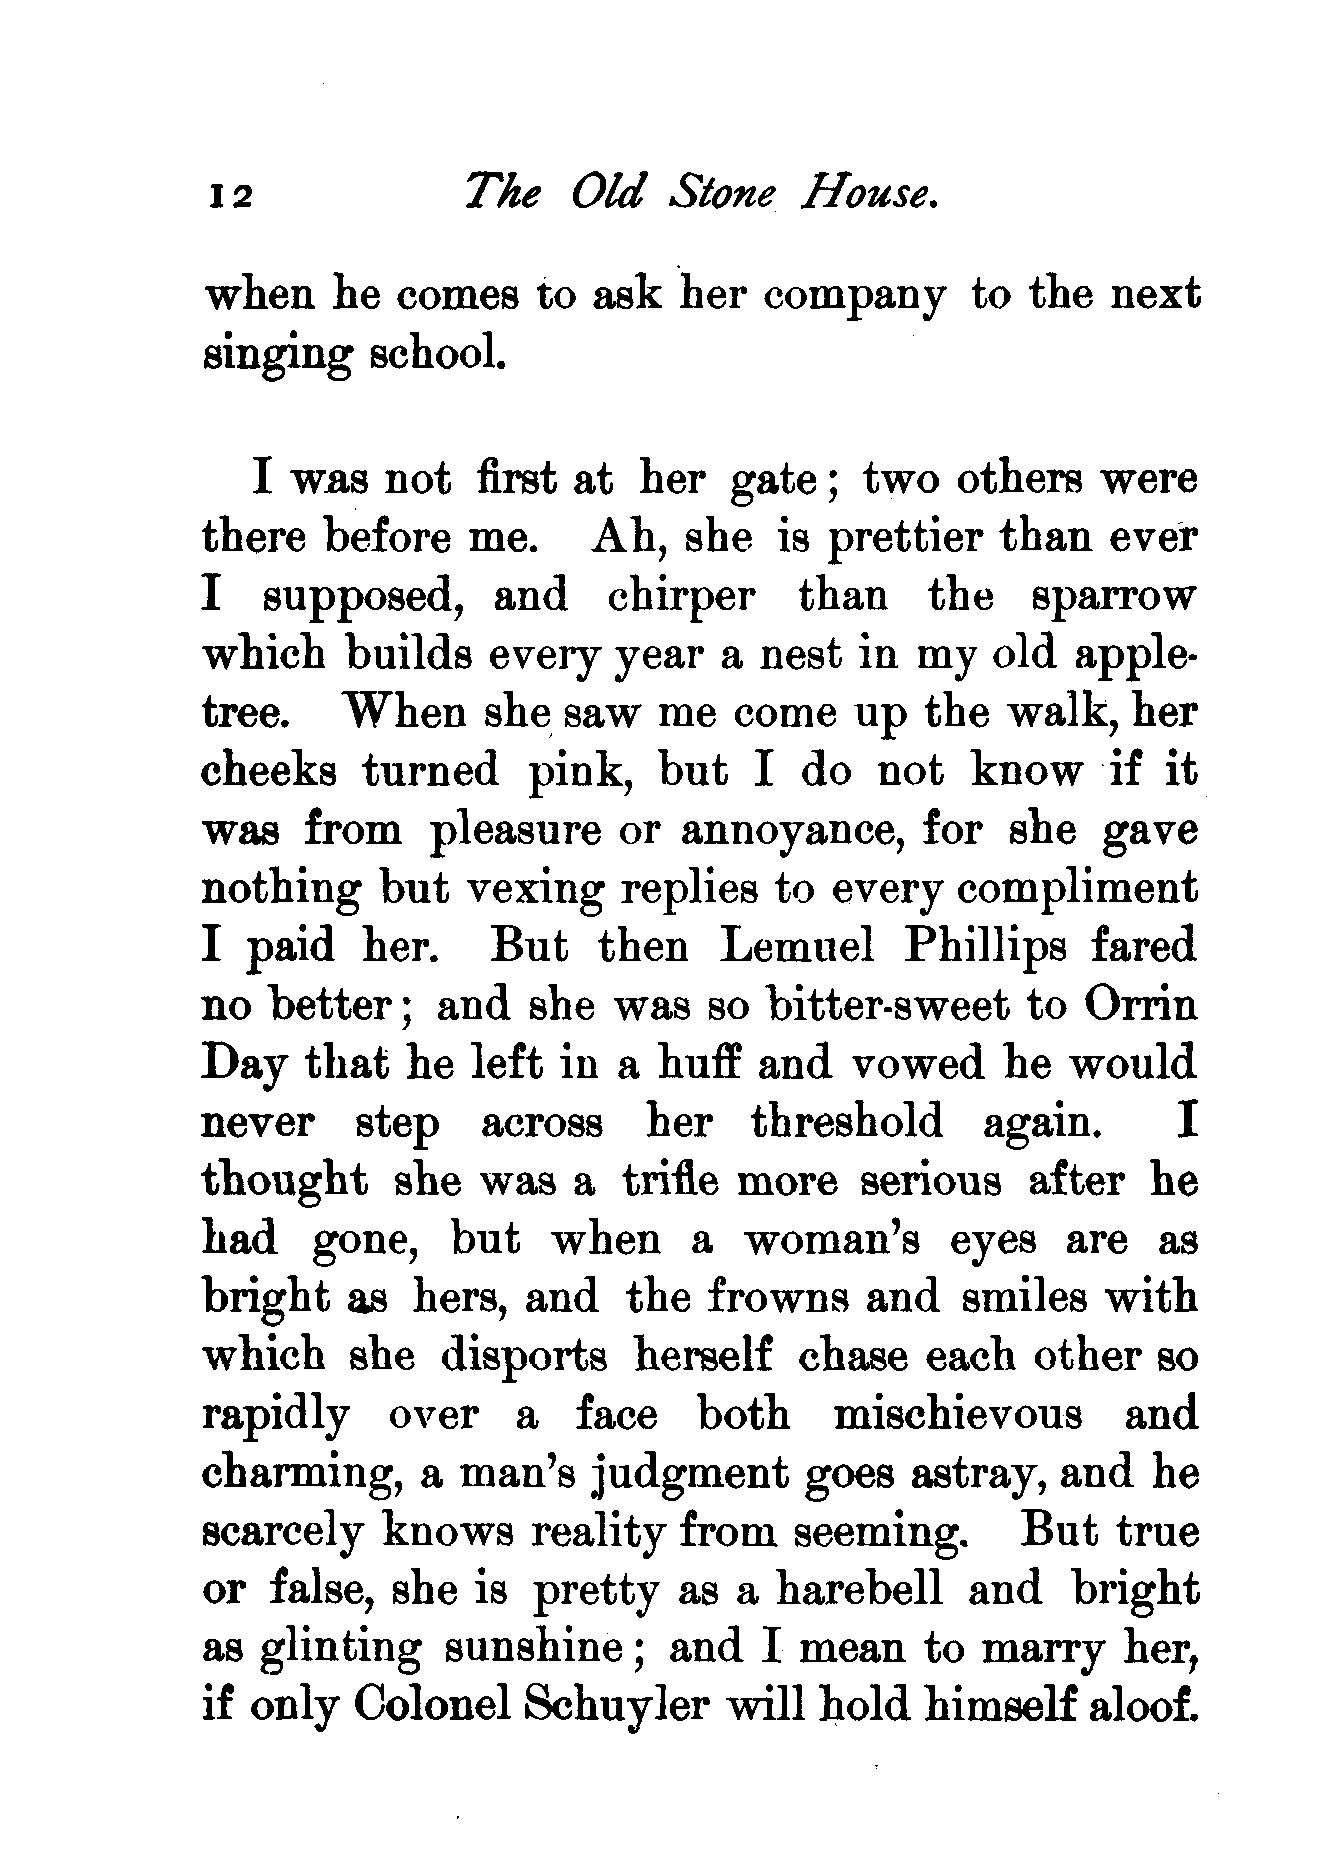 12 The Old Stone House.
when he comes to ask her company to the next
singing school.
I was not first at her gate; two others were
there before me. Ah, she is prettier than ever
I supposed, and chirper than the sparrow
which builds every year a nest in my old apple-
tree. When she saw me come up the walk, her
cheeks turned pink, but I do not know if it
was from pleasure or annoyance, for she gave
nothing but vexing replies to every compliment
I paid her. But then Lemuel Phillips fared
no better; and she was so bitter-sweet to Orrin
Day that he left in a huff and vowed he would
never step across her threshold again. I
thought she was a trifle more serious after he
had gone, but when a woman's eyes are as
bright as hers, and the frowns and smiles with
which she disports herself chase each other so
rapidly over a face both mischievous and
charming, a man's judgment goes astray, and he
scarcely knows reality from seeming. But true
or false, she is pretty as a harebell and bright
as glinting sunshine; and I mean to marry her,
if only Colonel Schuyler will hold himself aloof.